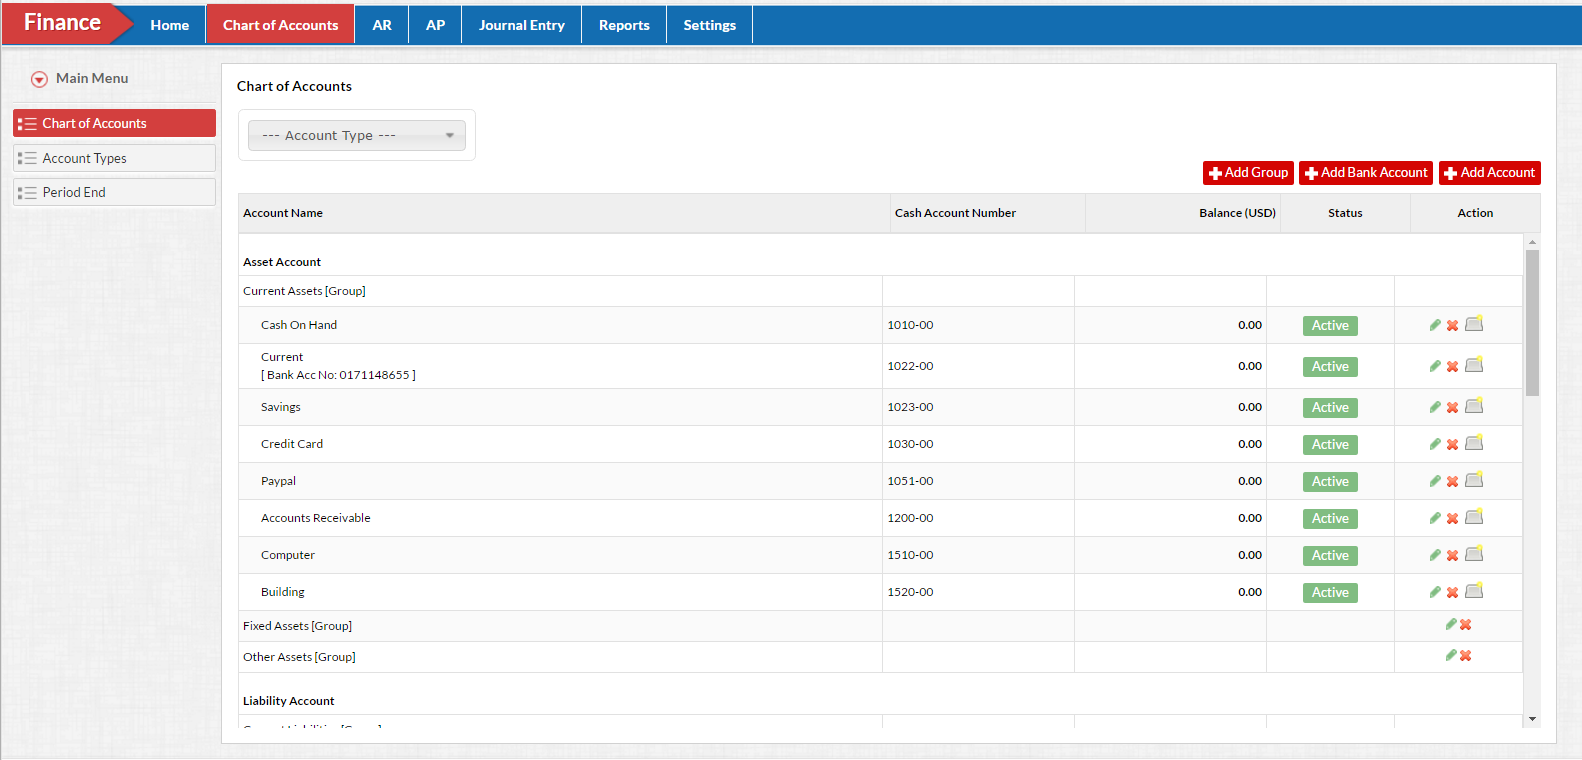 Finance
Home
Chart of Accounts
AR
AP
Journal Entry
Reports
Settings
Main Menu
Chart of Accounts
Account Types
Period End
Chart of Accounts
--- Account Type ---
Add Group
Add Bank Account
Add Account
Account Name Cash Account Number Balance (USD) Status Action
Asset Account
Current Assets [Group]
Cash On Hand 1010-00 0.00 Active
Current
[ Bank Acc No: 0171148655 ] 1022-00 0.00 Active
Savings 1023-00 0.00 Active
Credit Card 1030-00 0.00 Active
Paypal 1051-00 0.00 Active
Accounts Receivable 1200-00 0.00 Active
Computer 1510-00 0.00 Active
Building 1520-00 0.00 Active
Fixed Assets [Group]
Other Assets [Group]
Liability Account